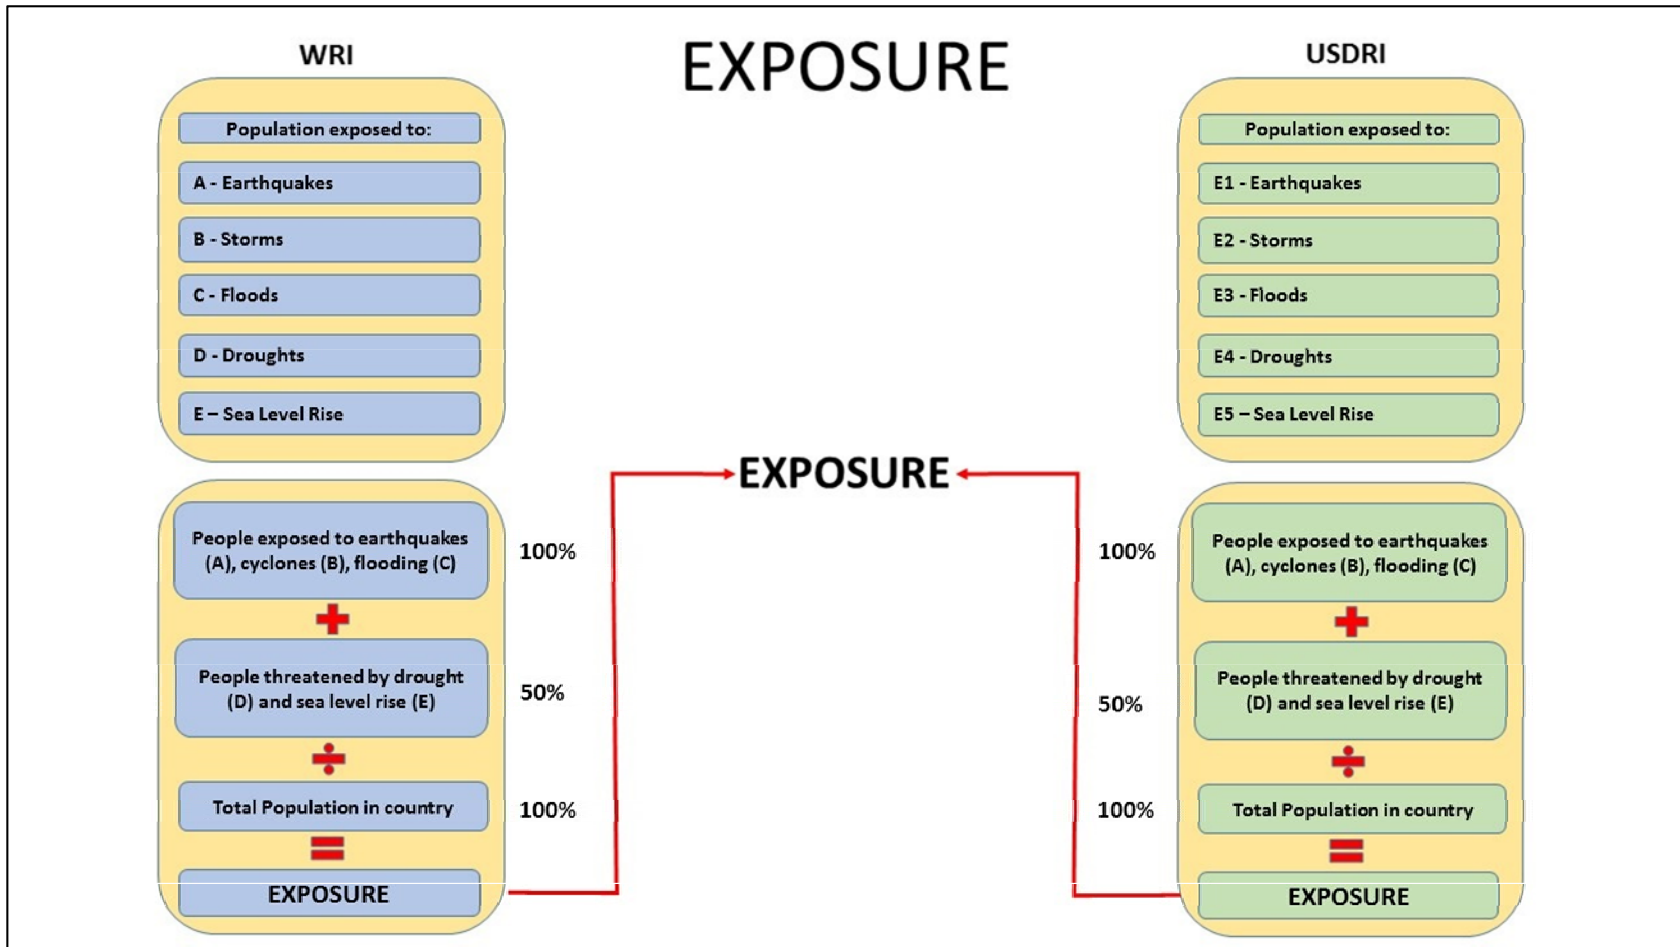 EXPOSURE
WRI
Population exposed to:
A - Earthquakes
B - Storms
C - Floods
D - Droughts
E – Sea Level Rise
People exposed to earthquakes
(A), cyclones (B), flooding (C)
100%
People threatened by drought
(D) and sea level rise (E)
50%
Total Population in country
100%
EXPOSURE
EXPOSURE
USDRI
Population exposed to:
E1 - Earthquakes
E2 - Storms
E3 - Floods
E4 - Droughts
E5 – Sea Level Rise
100%
People exposed to earthquakes
(A), cyclones (B), flooding (C)
50%
People threatened by drought
(D) and sea level rise (E)
100%
Total Population in country
EXPOSURE